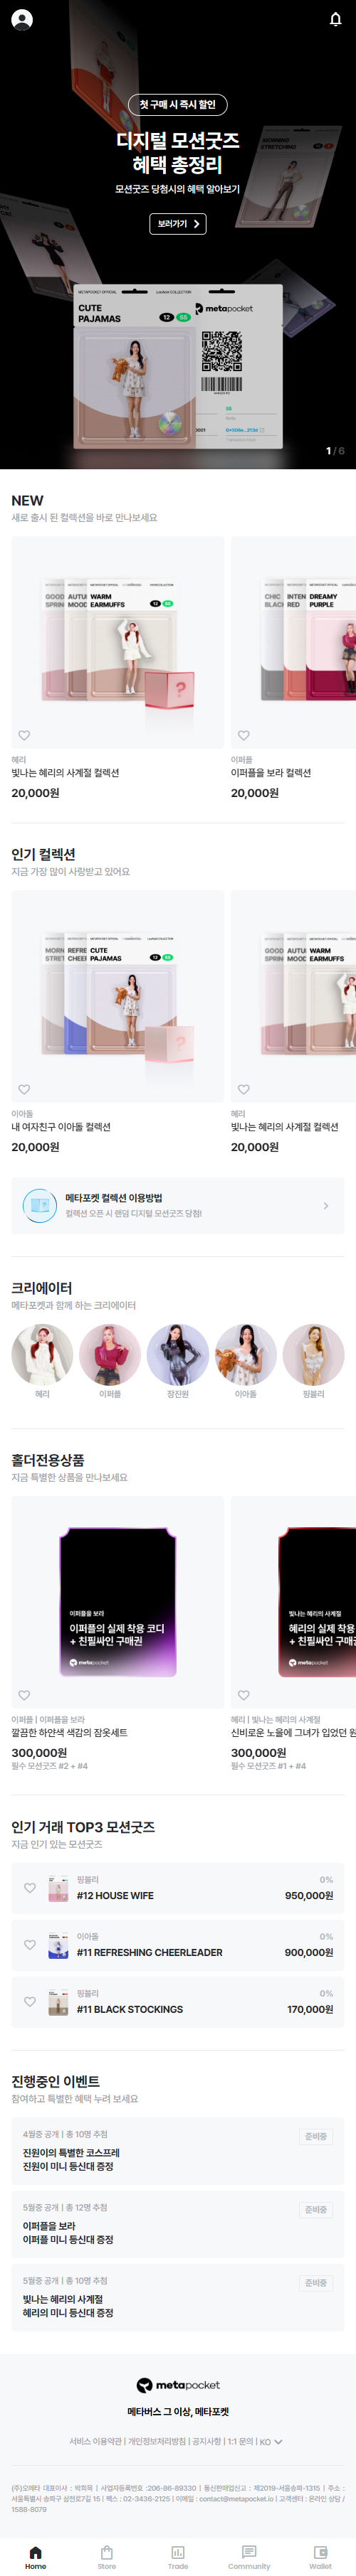 첫 구매 시 즉시 할인
디지털 모션굿즈
혜택 총정리
모션굿즈 당첨시의 혜택 알아보기
보러가기
MORNING
STRETCHING
CUTE
PAJAMAS
12
metapocket
1 / 6
NEW
새로 출시 된 컬렉션을 바로 만나보세요
GOOD
SPRIN
AUTU
MOOD
WARM
EARMUFFS
CHIC
BLAC
INTEN
RED
DREAMY
PURPLE
혜리
빛나는 혜리의 사계절 컬렉션
20,000원
이퍼플
이퍼플을 보라 컬렉션
20,000원
인기 컬렉션
지금 가장 많이 사랑받고 있어요
MORN
STRET
REFRE
CHEEF
CUTE
PAJAMAS
GOOD
SPRIN
AUTU
MOOD
WARM
EARMUFFS
이아돌
내 여자친구 이아돌 컬렉션
20,000원
혜리
빛나는 혜리의 사계절 컬렉션
20,000원
메타포켓 컬렉션 이용방법
컬렉션 오픈 시 랜덤 디지털 모션굿즈 당첨!
크리에이터
메타포켓과 함께 하는 크리에이터
혜리
이퍼플
장진원
이아돌
핑블리
홀더전용상품
지금 특별한 상품을 만나보세요
이퍼플을 보라
이퍼플의 실제 착용 코디
+ 친필싸인 구매권
metapocket
빛나는 혜리의 사계절
혜리의 실제 착용
+ 친필싸인 구매권
metapocket
이퍼플 | 이퍼플을 보라
깔끔한 하얀색 색감의 잠옷세트
300,000원
필수 모션굿즈 #2 + #4
혜리 | 빛나는 혜리의 사계절
신비로운 노을에 그녀가 입었던 원
300,000원
필수 모션굿즈 #1 + #4
인기 거래 TOP3 모션굿즈
지금 인기 있는 모션굿즈
핑블리
0%
#12 HOUSE WIFE
950,000원
이아돌
0%
#11 REFRESHING CHEERLEADER
900,000원
핑블리
0%
#11 BLACK STOCKINGS
170,000원
진행중인 이벤트
참여하고 특별한 혜택 누려 보세요
4월중 공개 | 총 10명 추첨
준비중
진원이의 특별한 코스프레
진원이 미니 등신대 증정
5월중 공개 | 총 12명 추첨
준비중
이퍼플을 보라
이퍼플 미니 등신대 증정
5월중 공개 | 총 10명 추첨
준비중
빛나는 혜리의 사계절
혜리의 미니 등신대 증정
metapocket
메타버스 그 이상, 메타포켓
서비스 이용약관 | 개인정보처리방침 | 공지사항 | 1:1 문의 | KO
(주)오메타 대표이사 : 박희욱 | 사업자등록번호 :206-86-89330 | 통신판매업신고 : 제2019-서울송파-1315 | 주소 :
서울특별시 송파구 삼전로7길 15 | 팩스 : 02-3436-2125 | 이메일 : contact@metapocket.io | 고객센터 : 온라인 상담 /
1588-8079
Home
Store
Trade
Community
Wallet